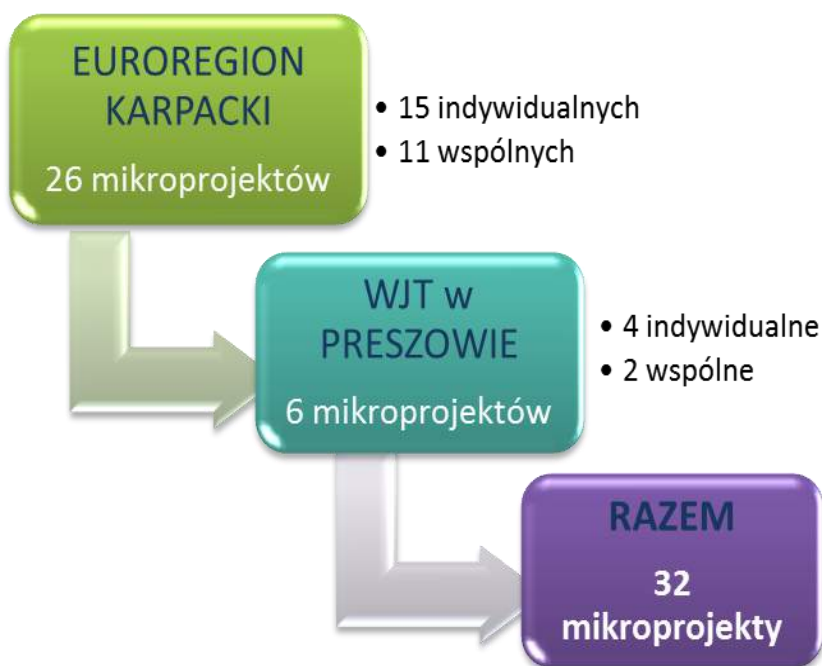 EUROREGION
KARPACKI
26 mikroprojektów
• 15 indywidualnych
• 11 wspólnych
WJT w
PRESZOWIE
6 mikroprojektów
• 4 indywidualne
• 2 wspólne
RAZEM
32
mikroprojekty